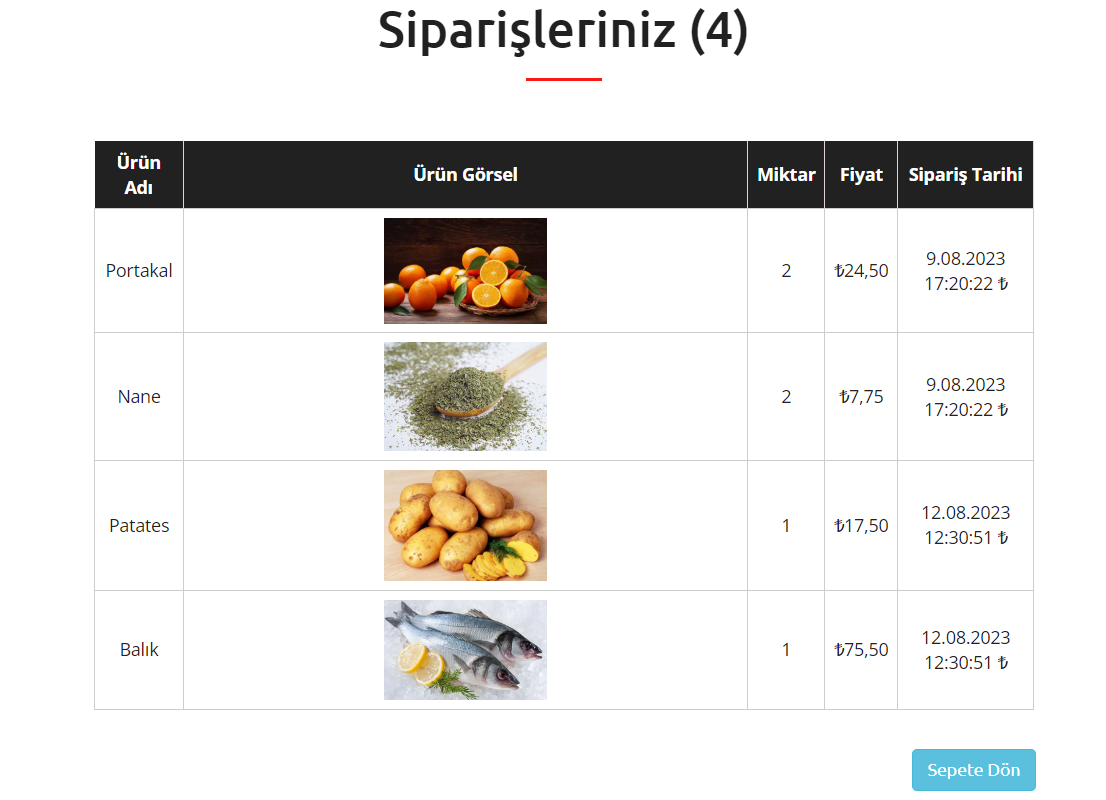 Siparişleriniz (4)
Ürün Adı Ürün Görsel Miktar Fiyat Sipariş Tarihi
Portakal 2 ₺24,50 9.08.2023 17:20:22 ₺
Nane 2 ₺7,75 9.08.2023 17:20:22 ₺
Patates 1 ₺17,50 12.08.2023 12:30:51 ₺
Balık 1 ₺75,50 12.08.2023 12:30:51 ₺
Sepete Dön